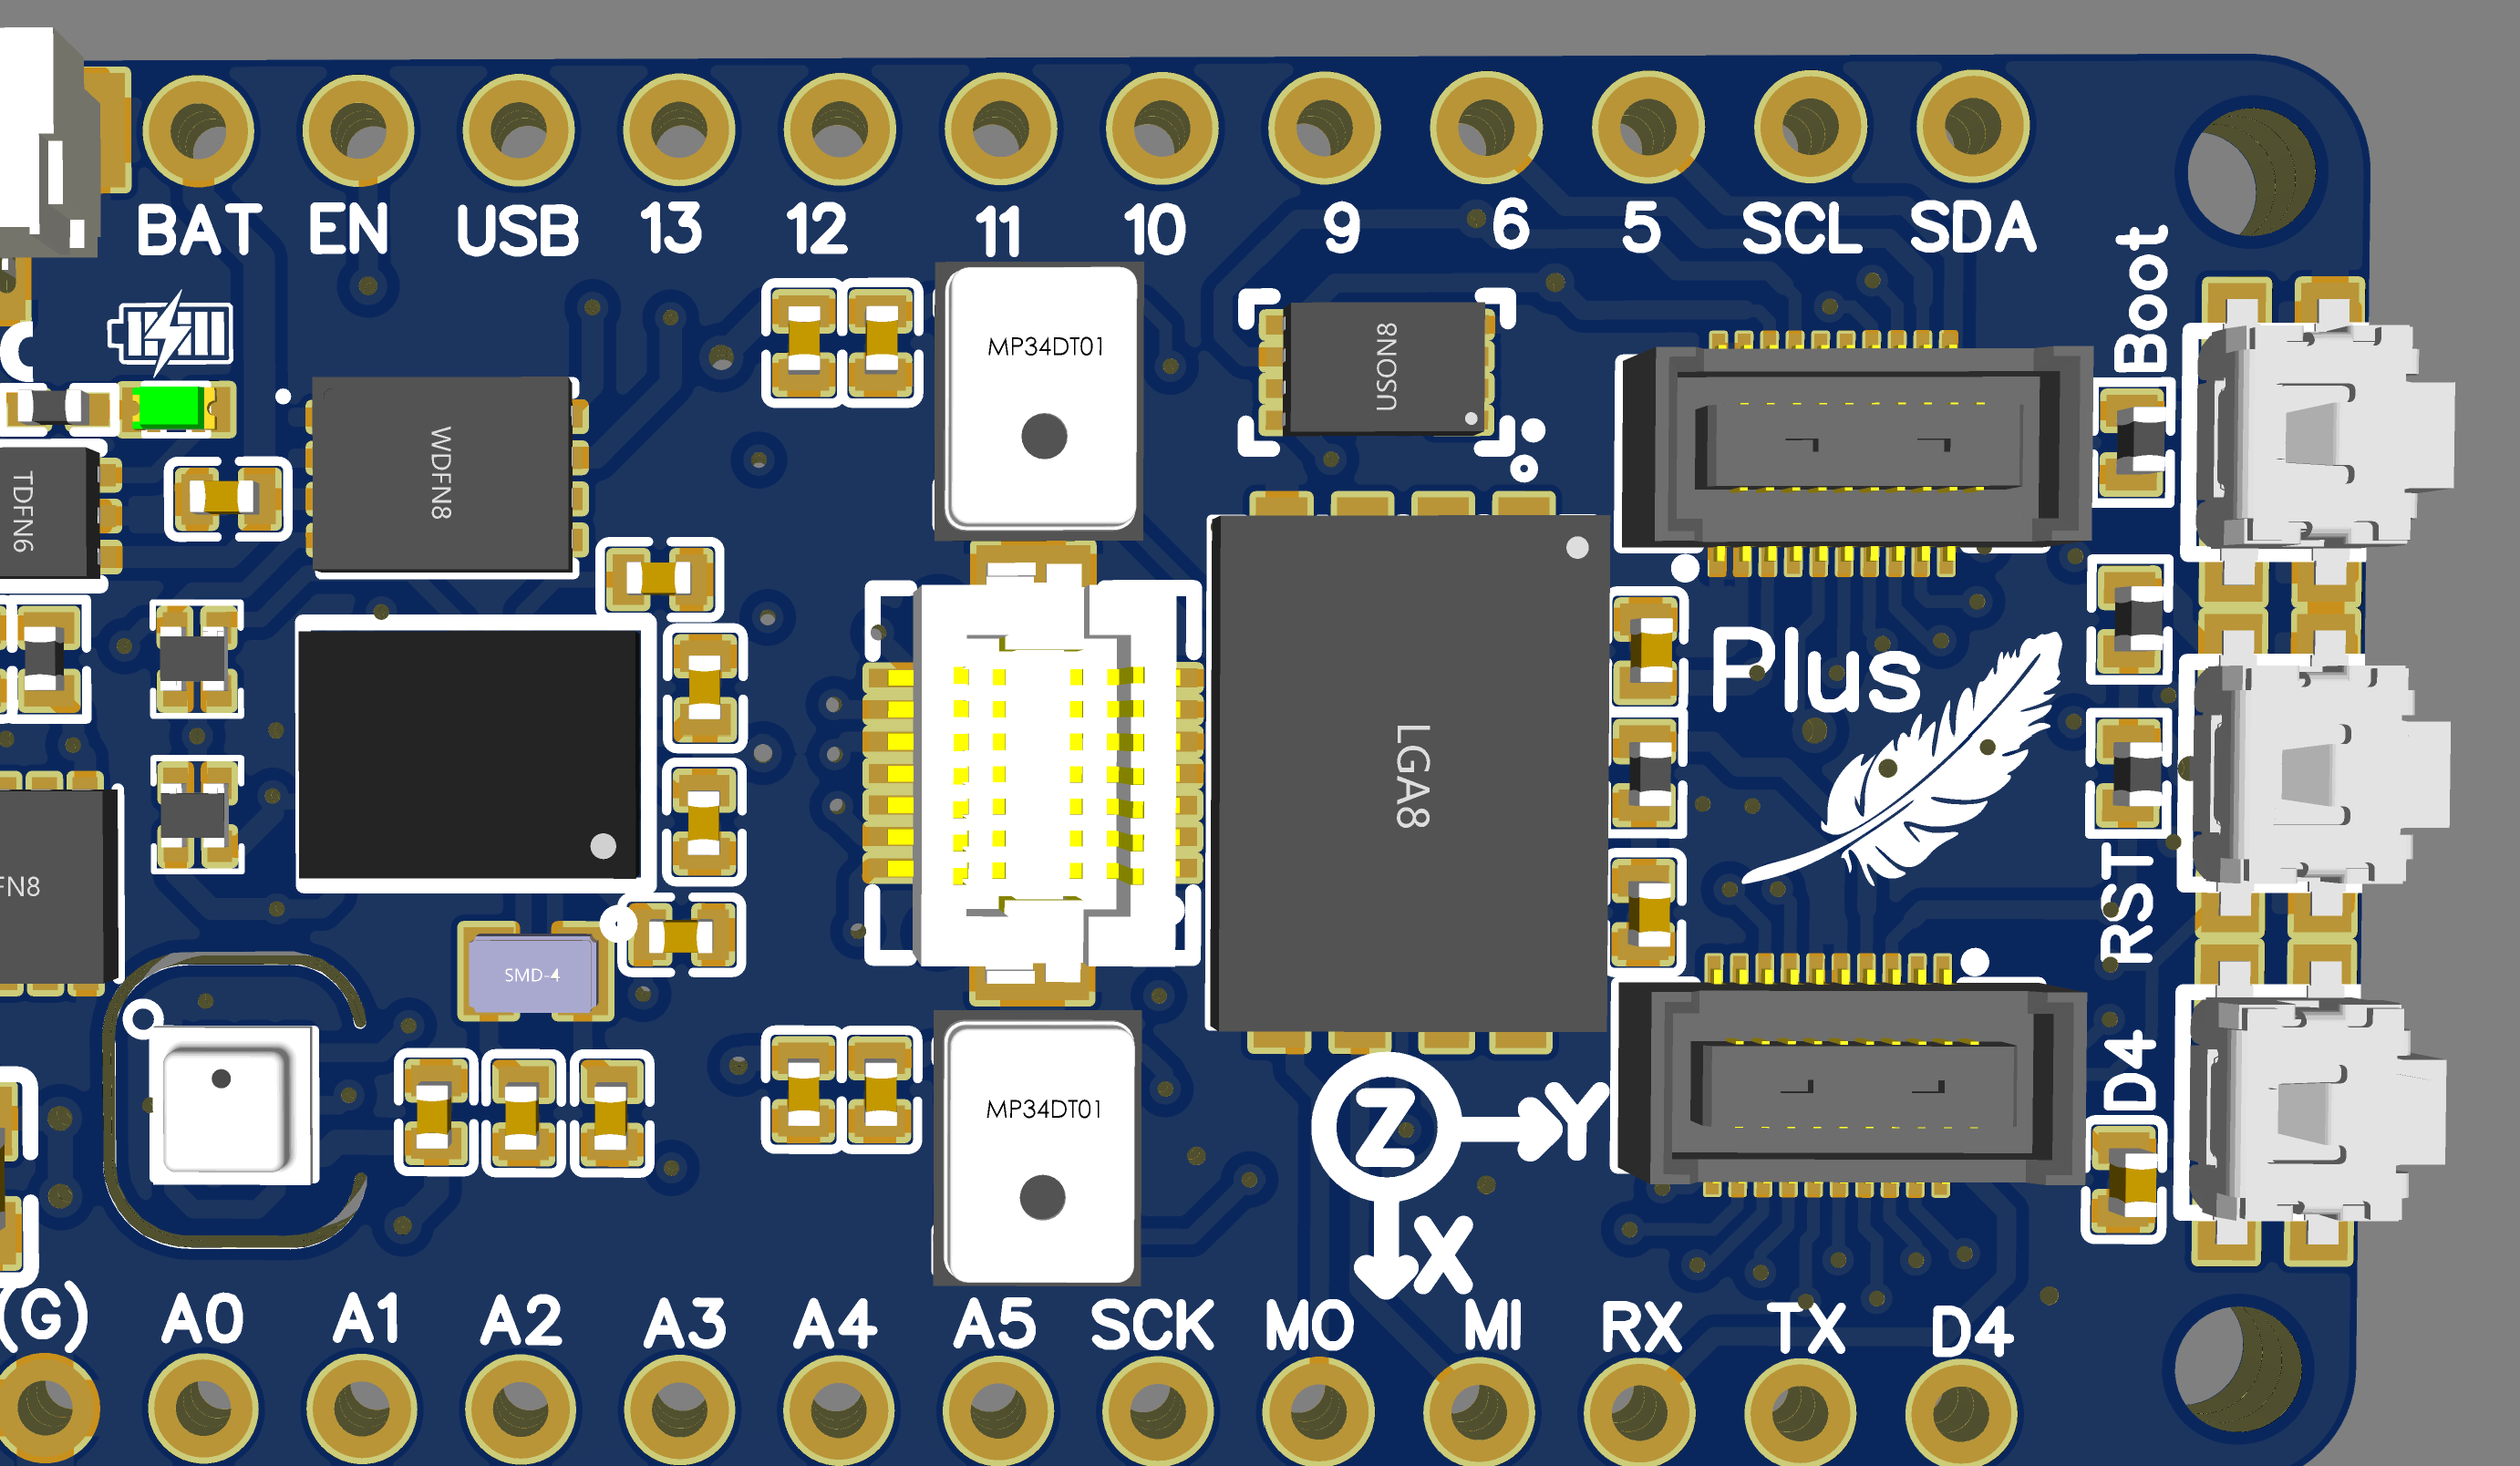 BAT EN USB 13 12 11 10 9 6 5 SCL SDA
Boot
C
MP34DT01
USON8
WDFN8
TDFN6
Plus
LGA8
FN8
RST
SMD-4
MP34DT01
Z
Y
X
D4
(G) A0 A1 A2 A3 A4 A5 SCK MO MI RX TX D4